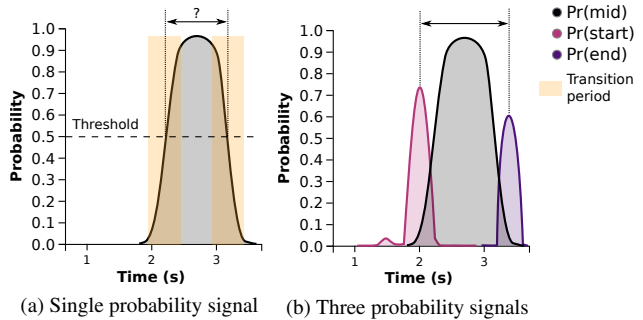 ?
1.0
0.9
0.8
0.7
0.6
0.5
0.4
0.3
0.2
0.1
0.0
Probability
Threshold
1 2 3
Time (s)
(a) Single probability signal
1.0
0.9
0.8
0.7
0.6
0.5
0.4
0.3
0.2
0.1
0.0
Probability
1 2 3
Time (s)
(b) Three probability signals
Pr(mid)
Pr(start)
Pr(end)
Transition
period